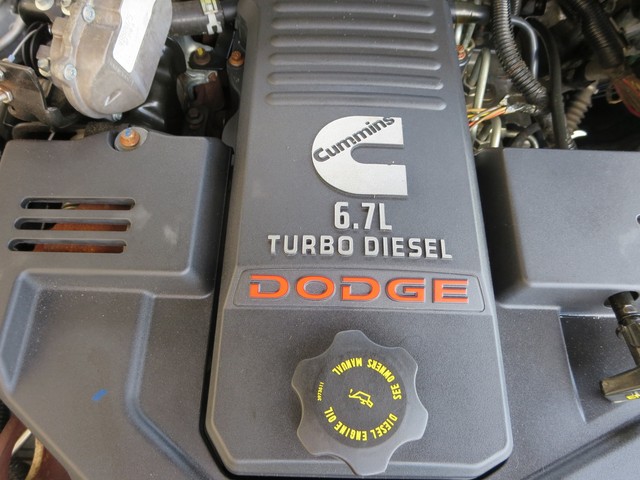 Cummins
6.7L
TURBO DIESEL
DODGE
SEE OWNERS
MANUAL
DIESEL ENGINE OIL